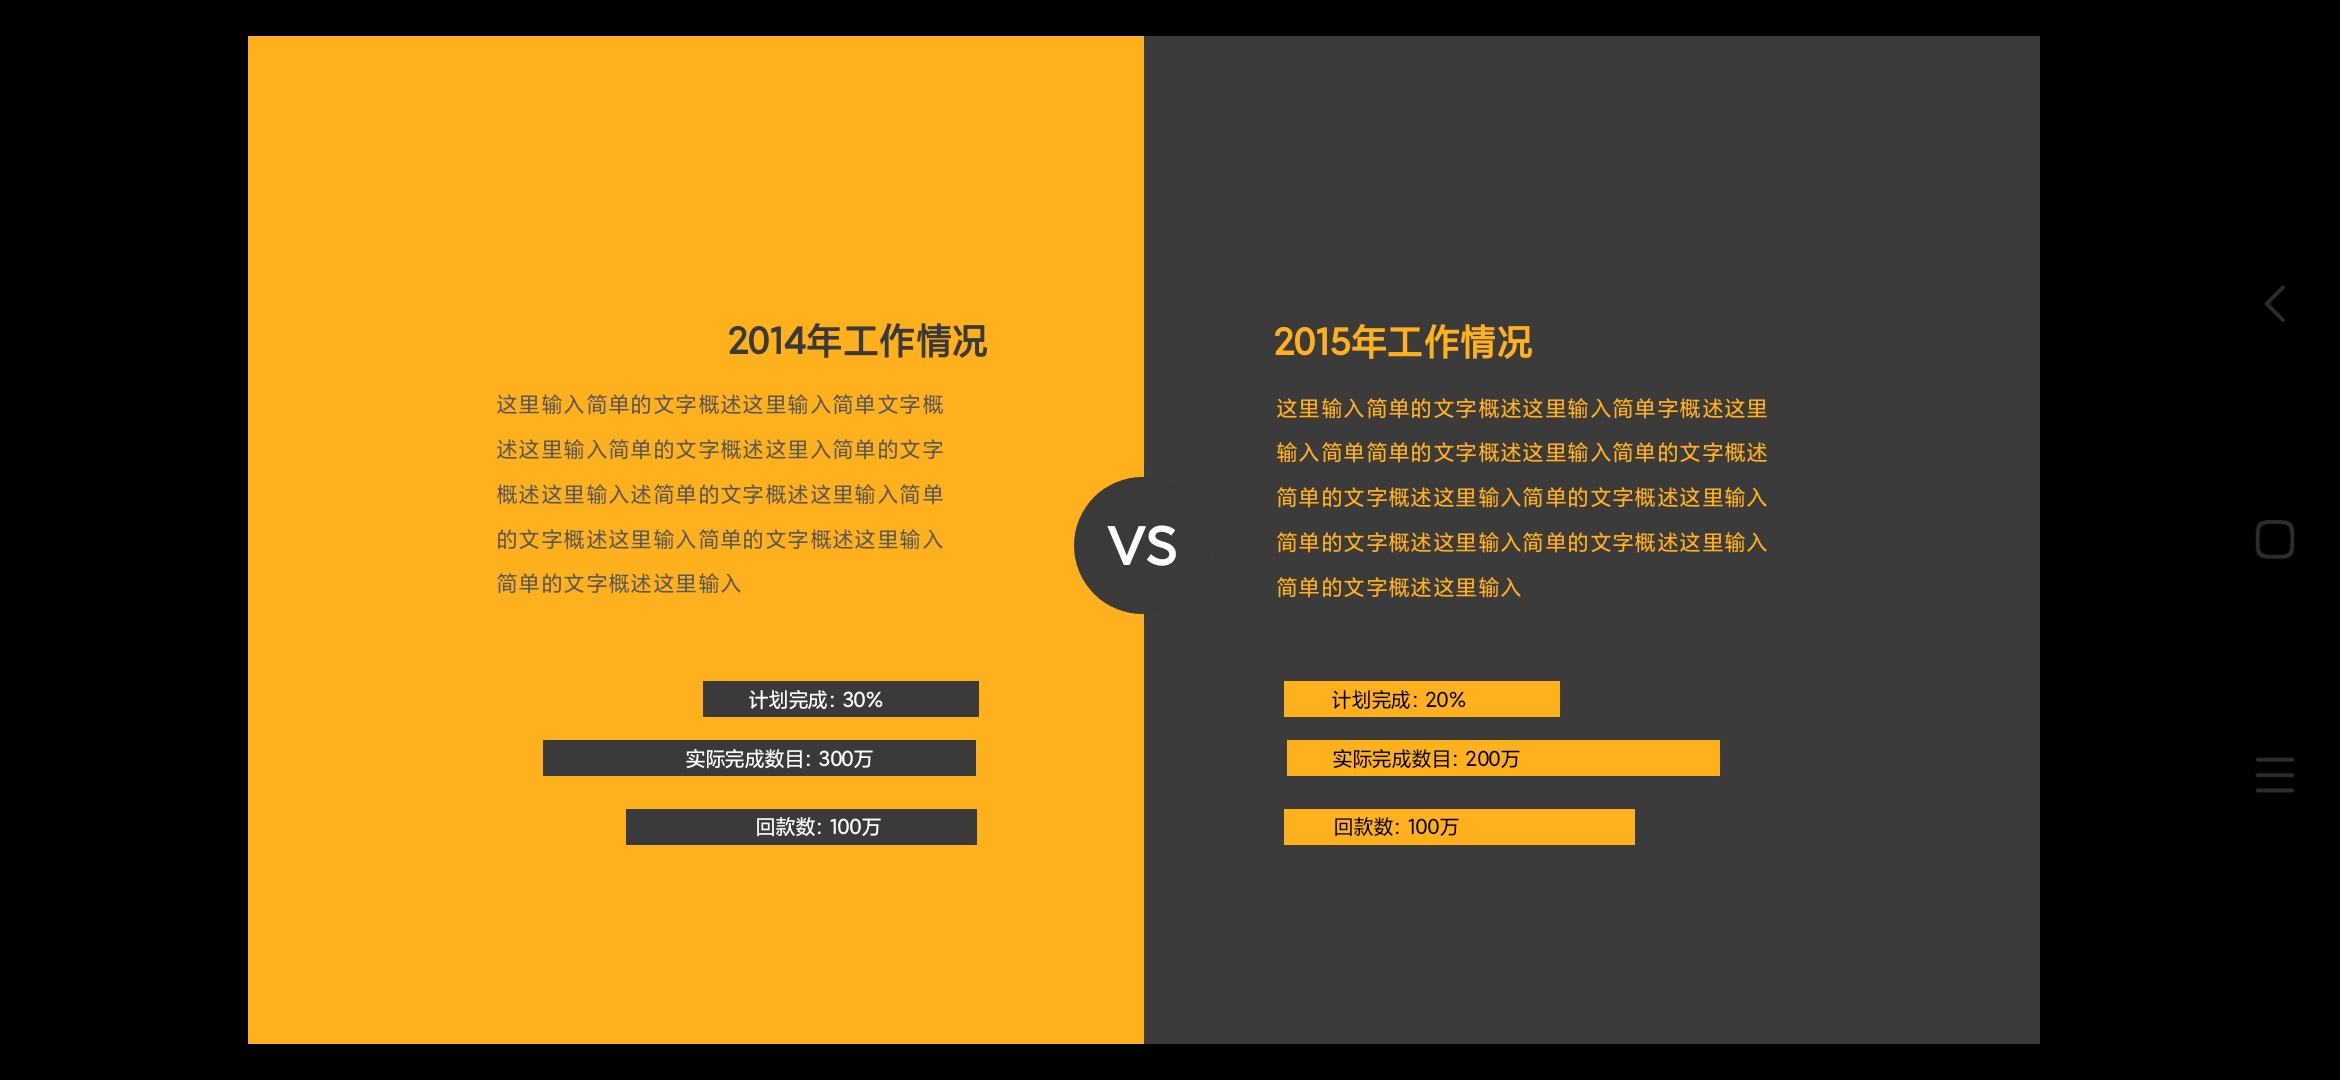 2014年工作情况
这里输入简单的文字概述这里输入简单文字概
述这里输入简单的文字概述这里入简单的文字
概述这里输入述简单的文字概述这里输入简单
的文字概述这里输入简单的文字概述这里输入
简单的文字概述这里输入
计划完成: 30%
实际完成数目: 300万
回款数: 100万
VS
2015年工作情况
这里输入简单的文字概述这里输入简单字概述这里
输入简单简单的文字概述这里输入简单的文字概述
简单的文字概述这里输入简单的文字概述这里输入
简单的文字概述这里输入简单的文字概述这里输入
简单的文字概述这里输入
计划完成: 20%
实际完成数目: 200万
回款数: 100万